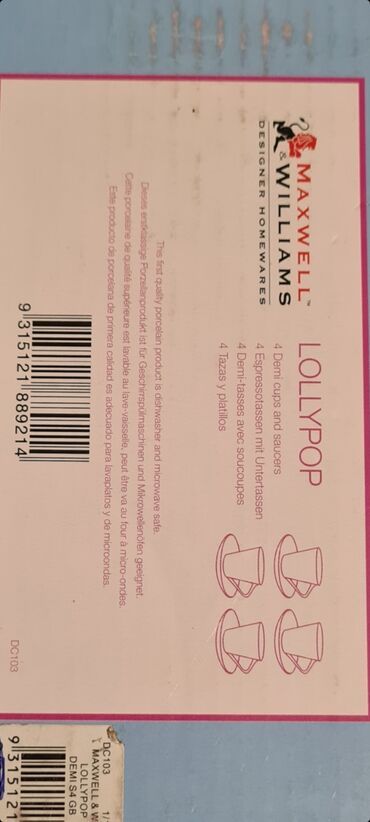 MAXWELL™
& WILLIAMS
DESIGNER HOMEWARES
LOLLYPOP
4 Demi cups and saucers
4 Espressotassen mit Untertassen
4 Demi-tasses avec soucoupes
4 Tazas y platillos
This first quality porcelain product is dishwasher and microwave safe.
Dieses erstklassige Porzellanprodukt ist für Geschirrspülmaschinen und Mikrowellenöfen geeignet.
Cette porcelaine de qualité supérieure est lavable au lave-vaisselle, peut être va au four à micro-ondes.
Este producto de porcelana de primera calidad es adecuado para lavaplatos y de microondas.
9 315121 889214
DC103
DC103 1/
MAXWELL & W
LOLLYPOP
DEMI S4 GB
9 315121